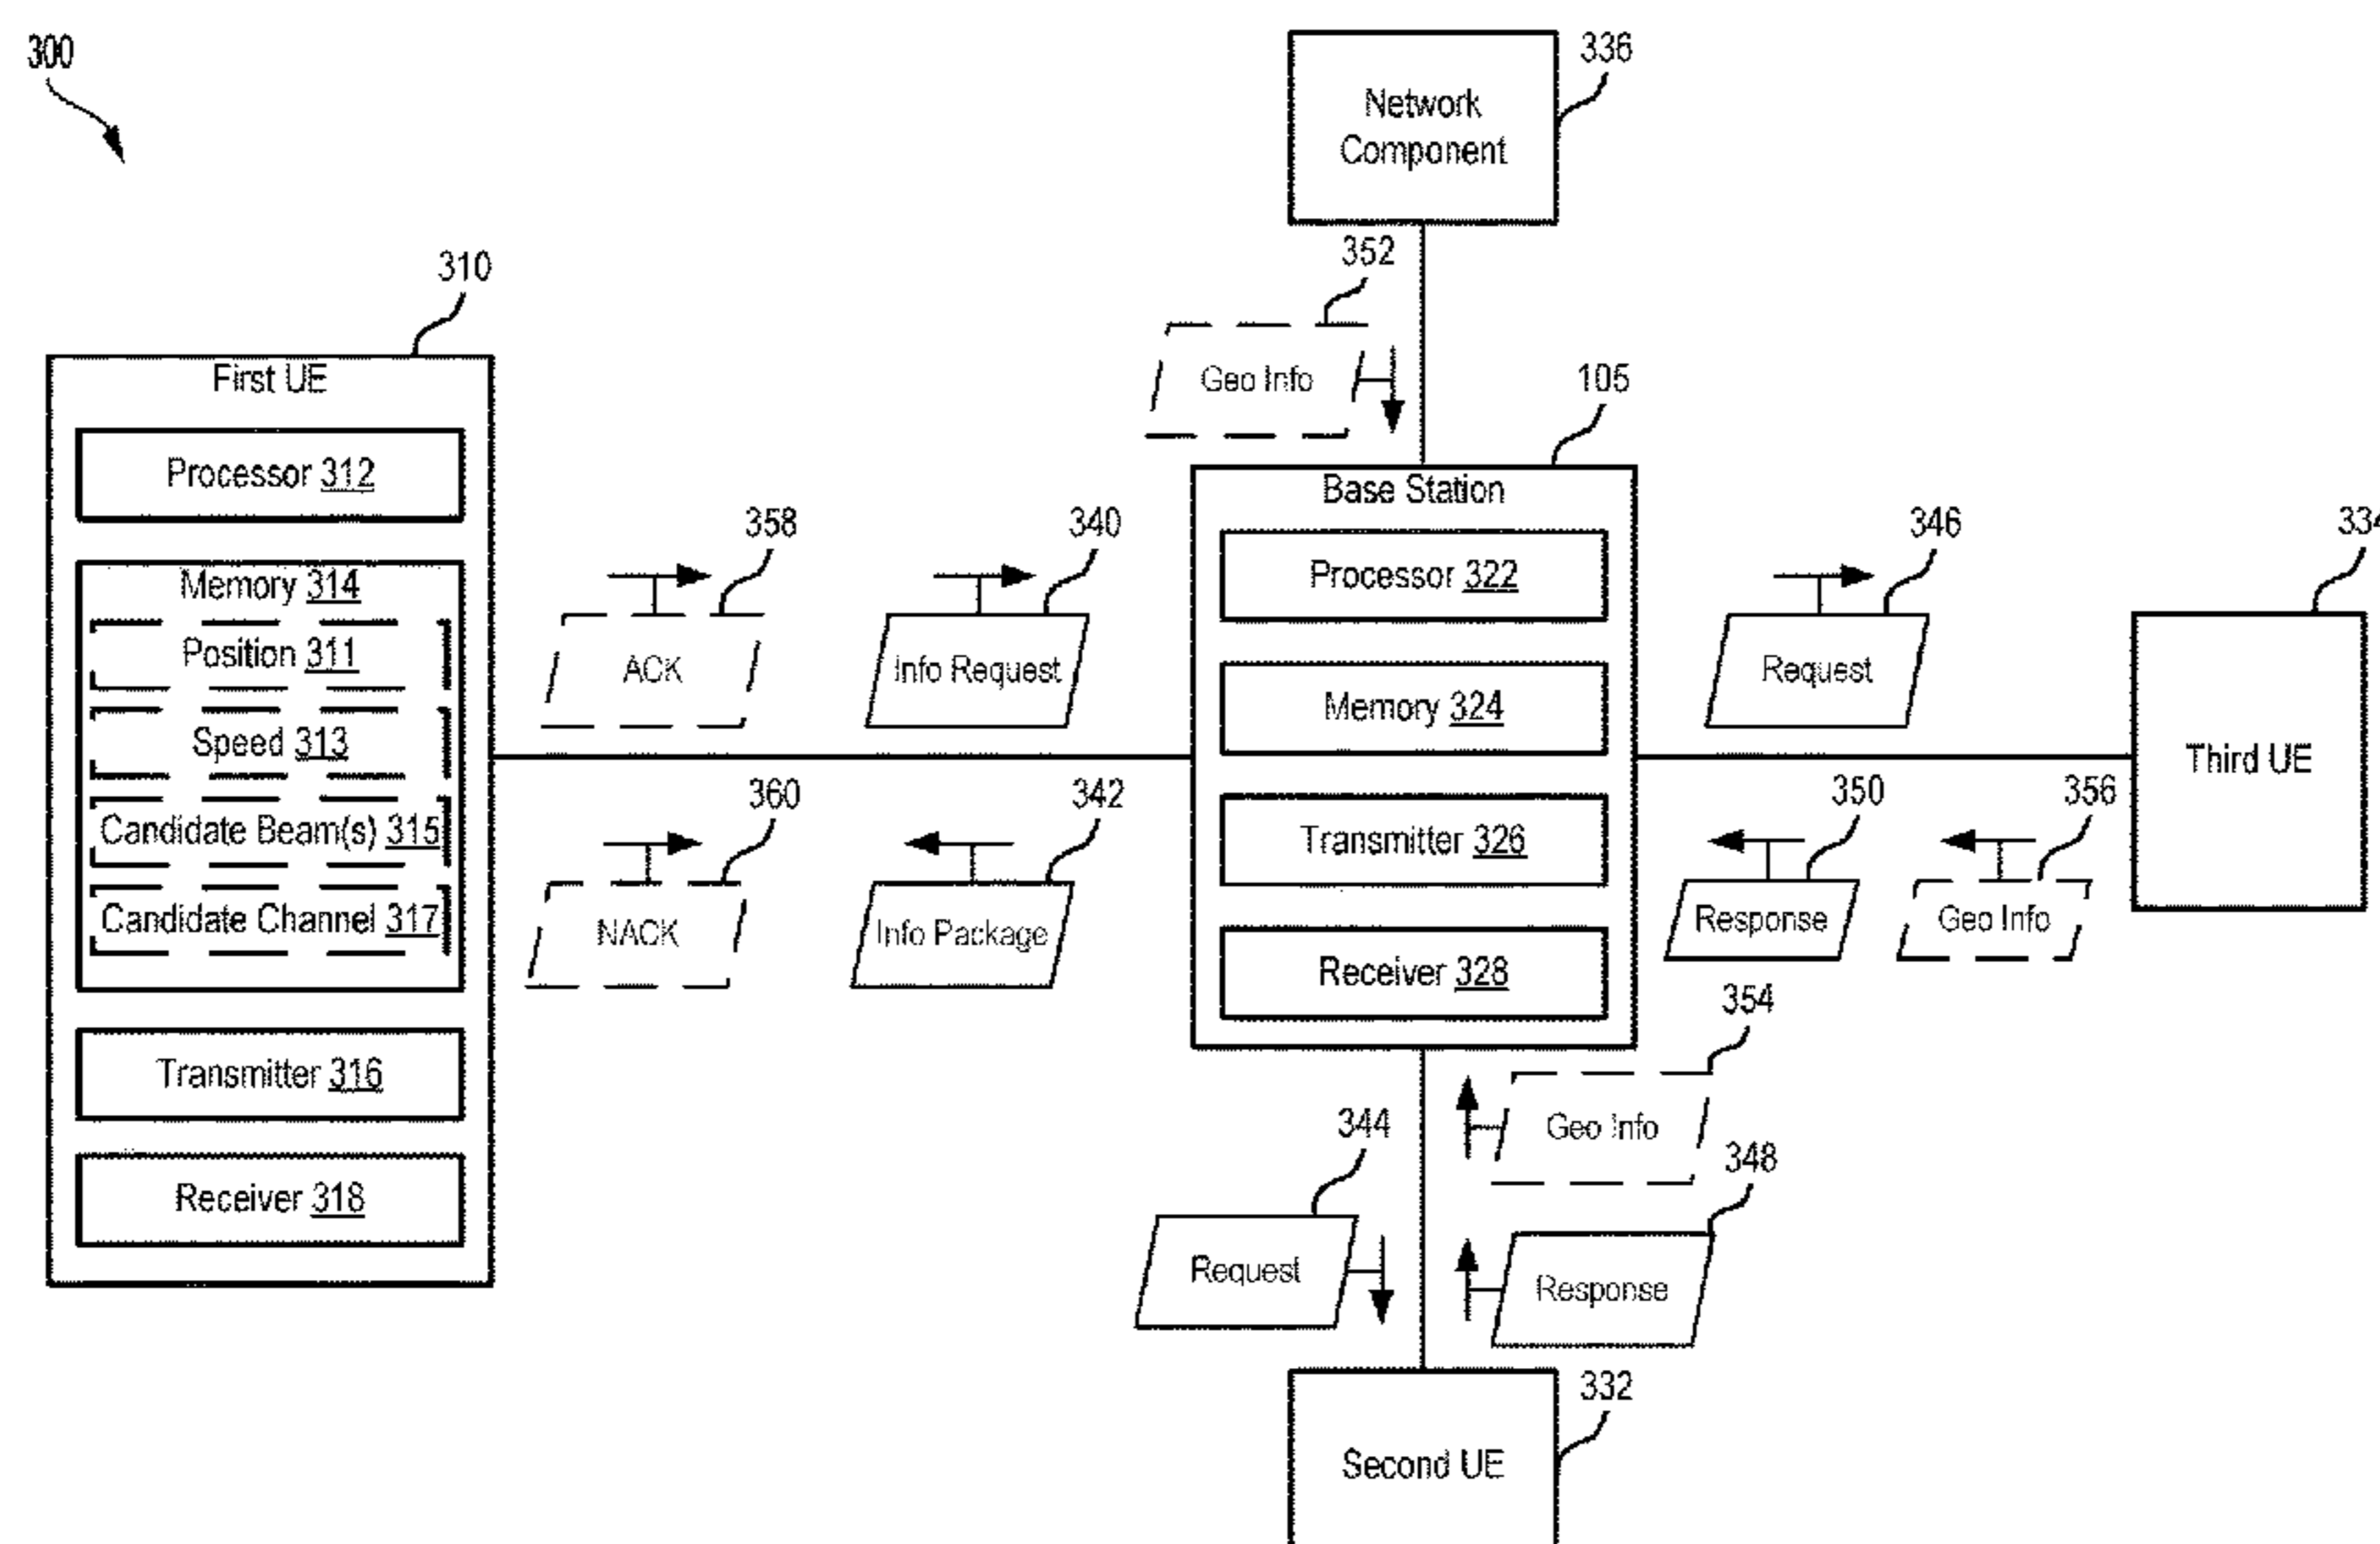 300
336
Network
Component
352
Geo Info
310
First UE
Processor 312
Memory 314
Position 311
Speed 313
Candidate Beam(s) 315
Candidate Channel 317
Transmitter 316
Receiver 318
358
ACK
340
Info Request
360
NACK
342
Info Package
105
Base Station
Processor 322
Memory 324
Transmitter 326
Receiver 328
346
Request
334
Third UE
350
Response
356
Geo Info
354
Geo Info
344
Request
348
Response
332
Second UE